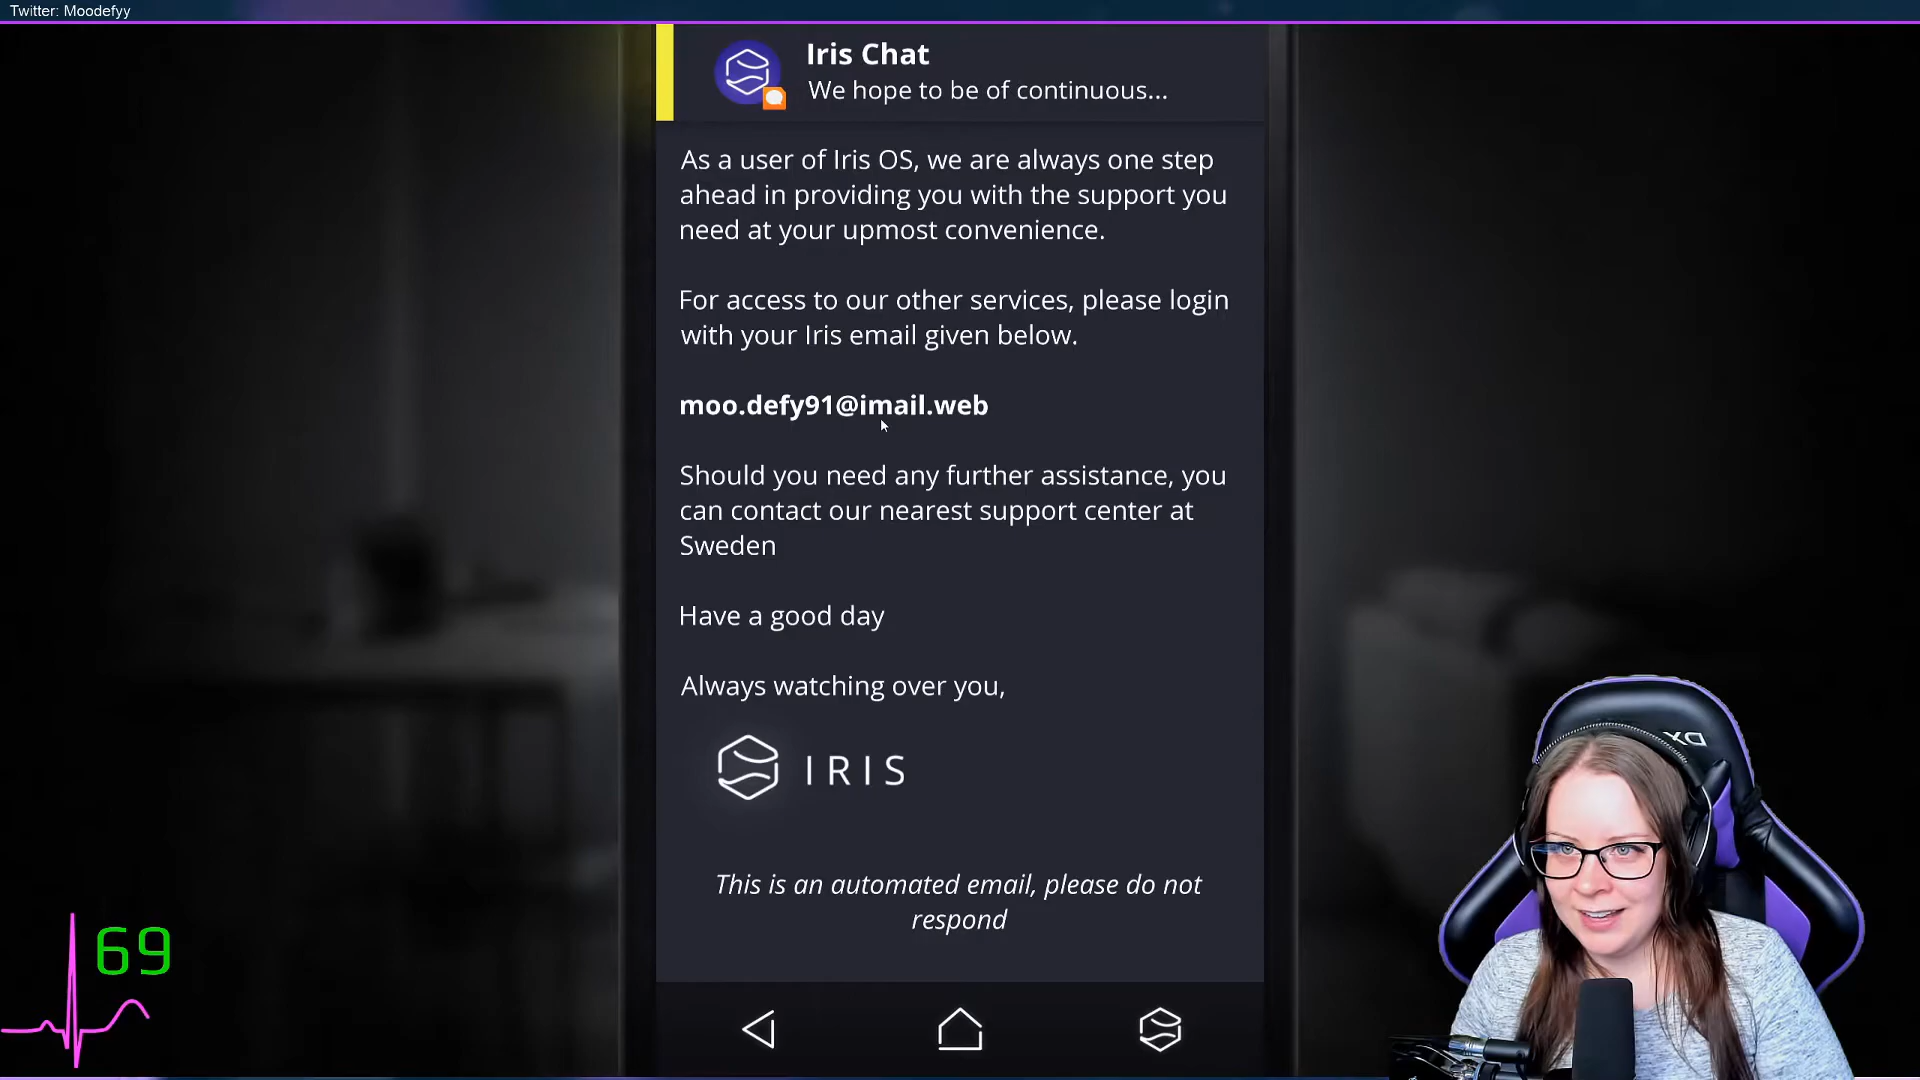 Twitter: Moodefyy
Iris Chat
We hope to be of continuous...
As a user of Iris OS, we are always one step
ahead in providing you with the support you
need at your upmost convenience.
For access to our other services, please login
with your Iris email given below.
moo.defy91@imail.web
Should you need any further assistance, you
can contact our nearest support center at
Sweden
Have a good day
Always watching over you,
IRIS
This is an automated email, please do not
respond
69
DX